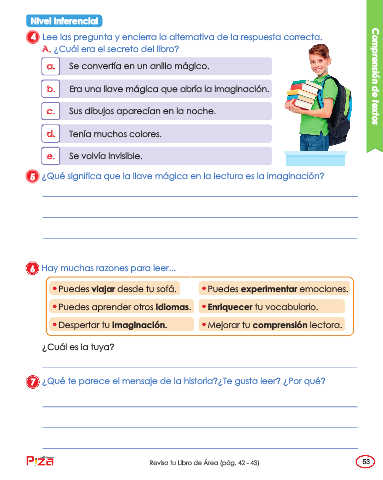 Nivel Inferencial
4 Lee las pregunta y encierra la alternativa de la respuesta correcta.
A. ¿Cuál era el secreto del libro?
a. Se convertía en un anillo mágico.
b. Era una llave mágica que abría la imaginación.
c. Sus dibujos aparecían en la noche.
d. Tenía muchos colores.
e. Se volvía invisible.
Comprensión de textos
5 ¿Qué significa que la llave mágica en la lectura es la imaginación?
6 Hay muchas razones para leer...
• Puedes viajar desde tu sofá. • Puedes experimentar emociones.
• Puedes aprender otros idiomas. • Enriquecer tu vocabulario.
• Despertar tu imaginación. • Mejorar tu comprensión lectora.
¿Cuál es la tuya?
7 ¿Qué te parece el mensaje de la historia?¿Te gusta leer? ¿Por qué?
Revisa tu Libro de Área (pág. 42 - 43)
53